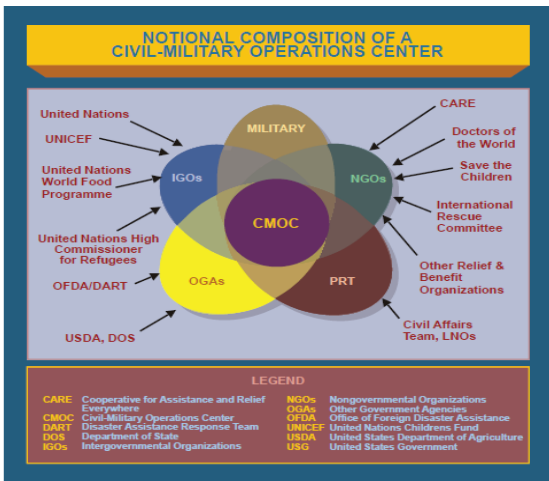 NOTIONAL COMPOSITION OF A
CIVIL-MILITARY OPERATIONS CENTER
United Nations
UNICEF
United Nations
World Food
Programme
United Nations High
Commissioner
for Refugees
OFDA/DART
USDA, DOS
MILITARY
IGOs
NGOs
CMOC
OGAs
PRT
CARE
Doctors of
the World
Save the
Children
International
Rescue
Committee
Other Relief &
Benefit
Organizations
Civil Affairs
Team, LNOs
LEGEND
CARE Cooperative for Assistance and Relief
Everywhere
CMOC Civil-Military Operations Center
DART Disaster Assistance Response Team
DOS Department of State
IGOs Intergovernmental Organizations
NGOs Nongovernmental Organizations
OGAs Other Government Agencies
OFDA Office of Foreign Disaster Assistance
UNICEF United Nations Childrens Fund
USDA United States Department of Agriculture
USG United States Government